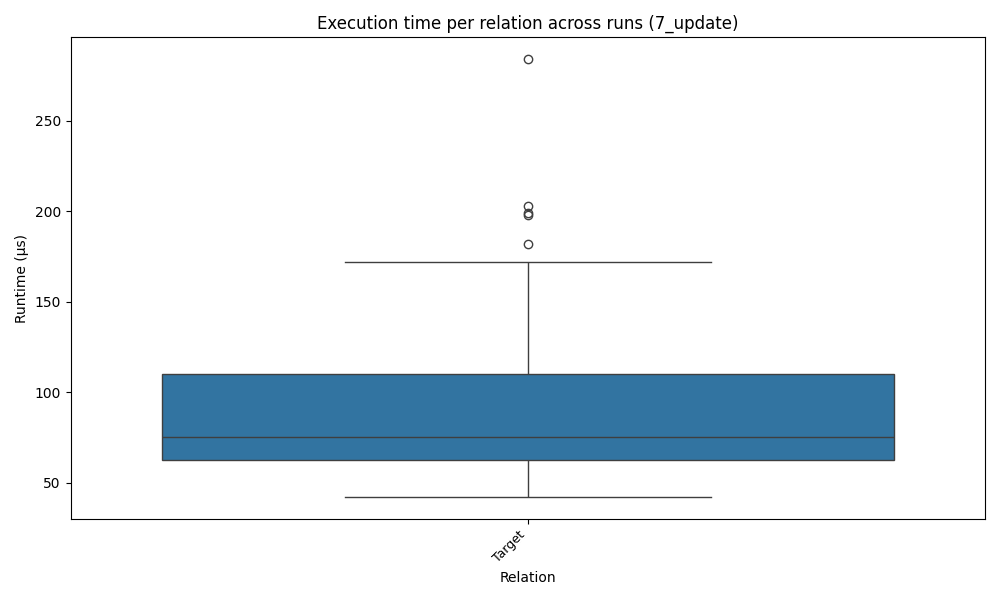 Execution time per relation across runs (7_update)
250
200
150
100
50
Runtime (µs)
Target
Relation